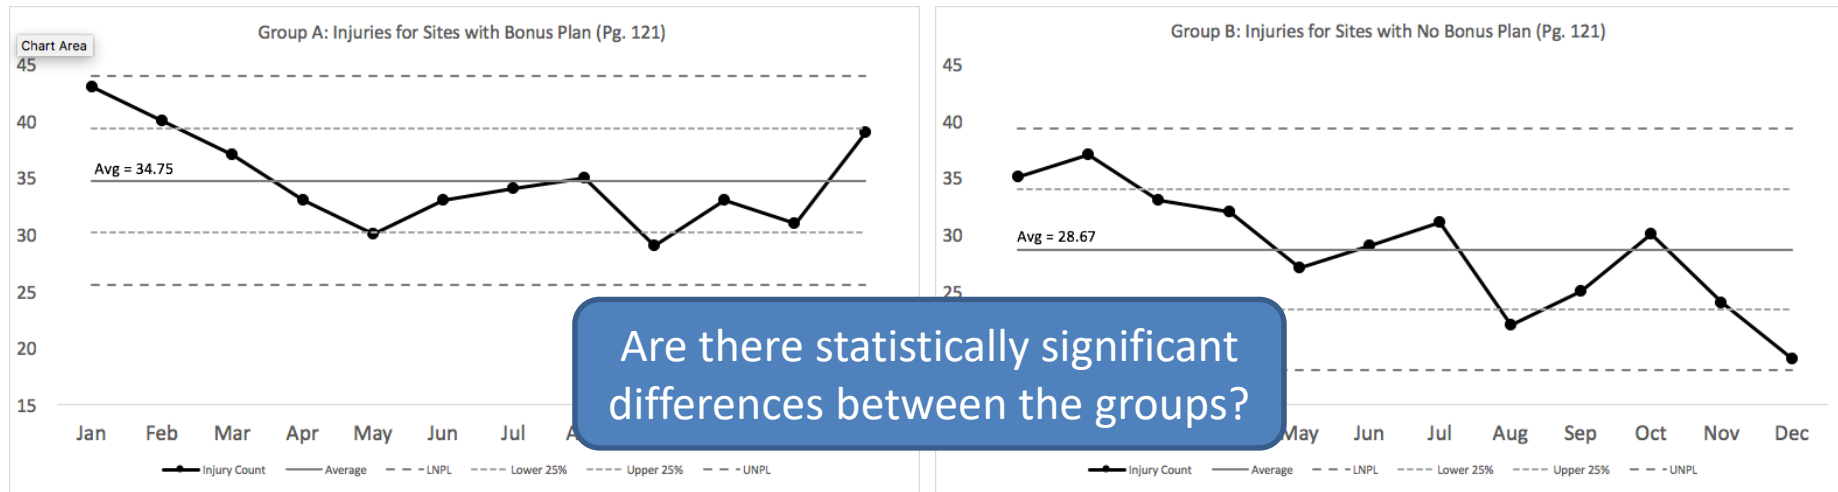 Group A: Injuries for Sites with Bonus Plan (Pg. 121)
Chart Area
45
40
35
30
25
20
15
Avg = 34.75
Jan Feb Mar Apr May Jun Jul
Injury Count Average LNPL Lower 25% Upper 25% UNPL
Group B: Injuries for Sites with No Bonus Plan (Pg. 121)
45
40
35
30
25
Avg = 28.67
May Jun Jul Aug Sep Oct Nov Dec
Injury Count Average LNPL Lower 25% Upper 25% UNPL
Are there statistically significant
differences between the groups?